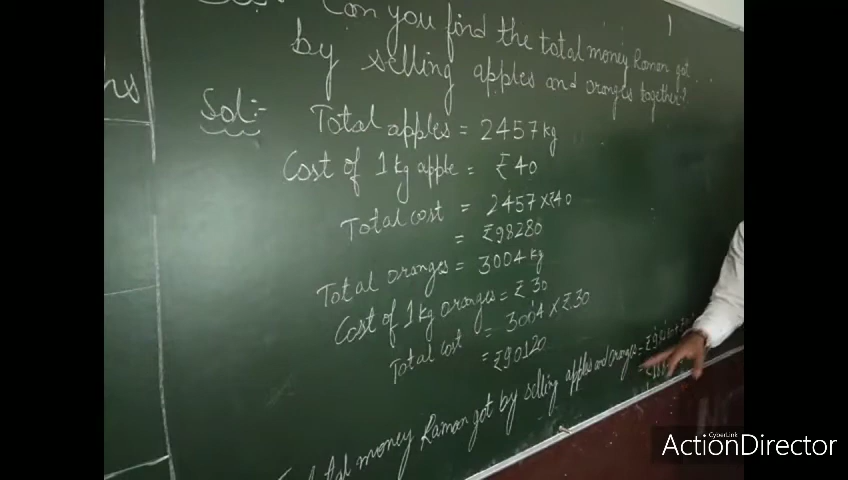 Can you find the total money Raman got...
by selling apples and oranges together?
Sol:-
Total apples = 2457 kg
Cost of 1 kg apple = ₹40
Total cost = 2457 × ₹40
= ₹98280
Total oranges = 3004 kg
Cost of 1 kg oranges = ₹ 30
Total cost = 3004 × ₹ 30
= ₹90120
money Raman got by selling apples and oranges =
CyberLink
ActionDirector